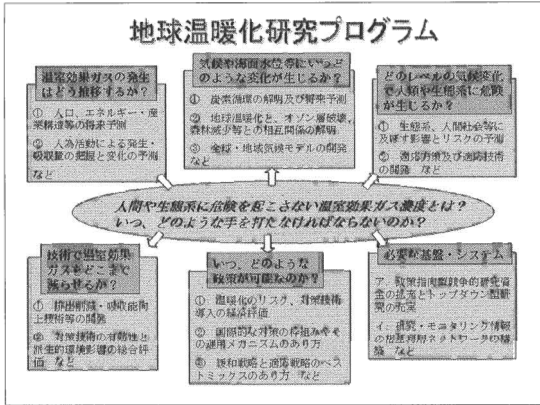 地球温暖化研究プログラム
温室効果ガスの発生
はどう推移するか?
① 人口、エネルギー・産
業構造等の将来予測
② 人為活動による発生・
吸収量の把握と変化の予測
など
気候や海面水位等にいつど
のような変化が生じるか?
① 炭素循環の解明及び将来予測
② 地球温暖化と、オゾン層破壊、
森林減少等との相互関係の解明
③ 全球・地域気候モデルの開発
など
どのレベルの気候変化
で人類や生態系に危険
が生じるか?
① 生態系、人間社会等に
及ぼす影響とリスクの予測
② 適応方策及び適応技術
の開発 など
人間や生態系に危険を起こさない温室効果ガス濃度とは?
いつ、どのような手を打たなければならないのか?
技術で温室効果
ガスをどこまで
減らせるか?
① 排出削減・吸収能向
上技術等の開発
② 対策技術の有効性と
派生的環境影響の総合評
価 など
いつ、どのような
政策が可能なのか?
① 温暖化のリスク、対策技術
導入の経済評価
② 国際的な対策の枠組みやそ
の運用メカニズムのあり方
③ 緩和戦略と適応戦略のベス
トミックスのあり方 など
必要な基盤・システム
ア. 政策指向型競争的研究資
金の拡充とトップダウン型研
究の充実
イ. 研究・モニタリング情報
の
ネットワークの構
築 など